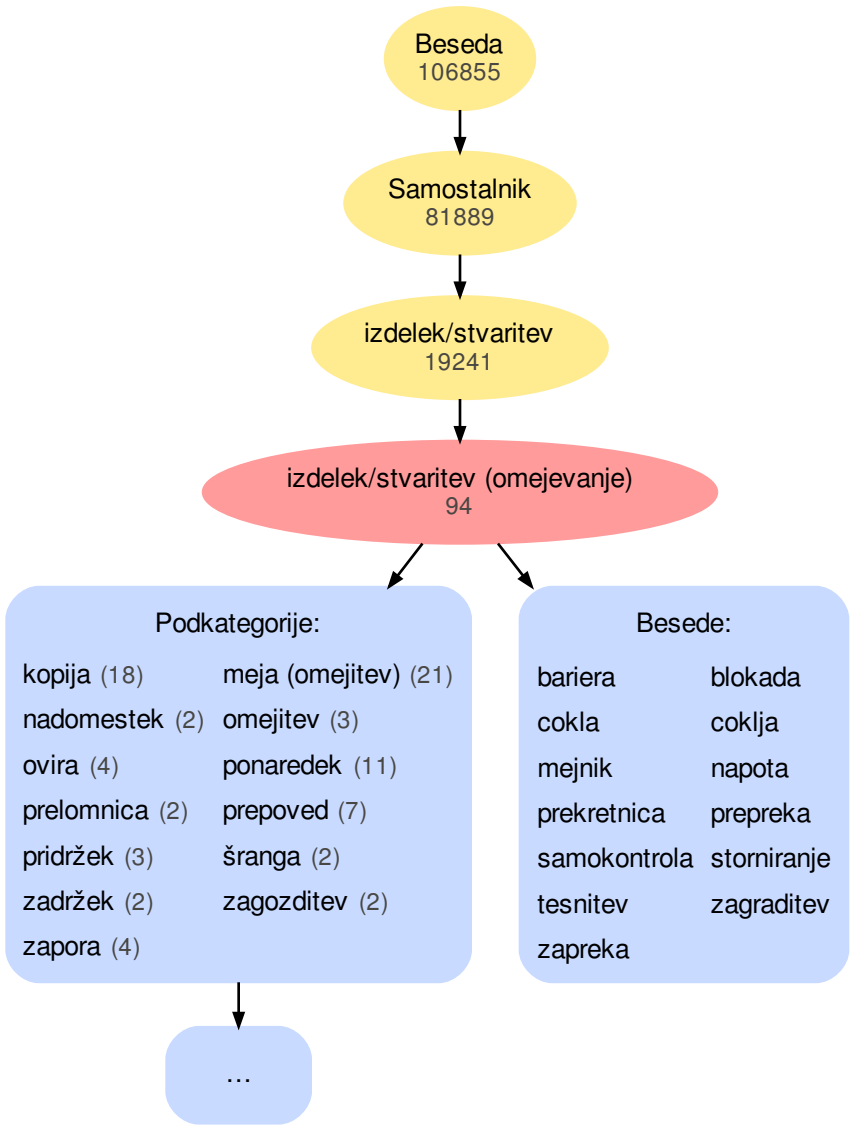 Beseda
106855
Samostalnik
81889
izdelek/stvaritev
19241
izdelek/stvaritev (omejevanje)
94
Podkategorije:
kopija (18) meja (omejitev) (21)
nadomestek (2) omejitev (3)
ovira (4) ponaredek (11)
prelomnica (2) prepoved (7)
pridržek (3) šranga (2)
zadržek (2) zagozditev (2)
zapora (4)
...
Besede:
bariera blokada
cokla coklja
mejnik napota
prekretnica prepreka
samokontrola storniranje
tesnitev zagraditev
zapreka